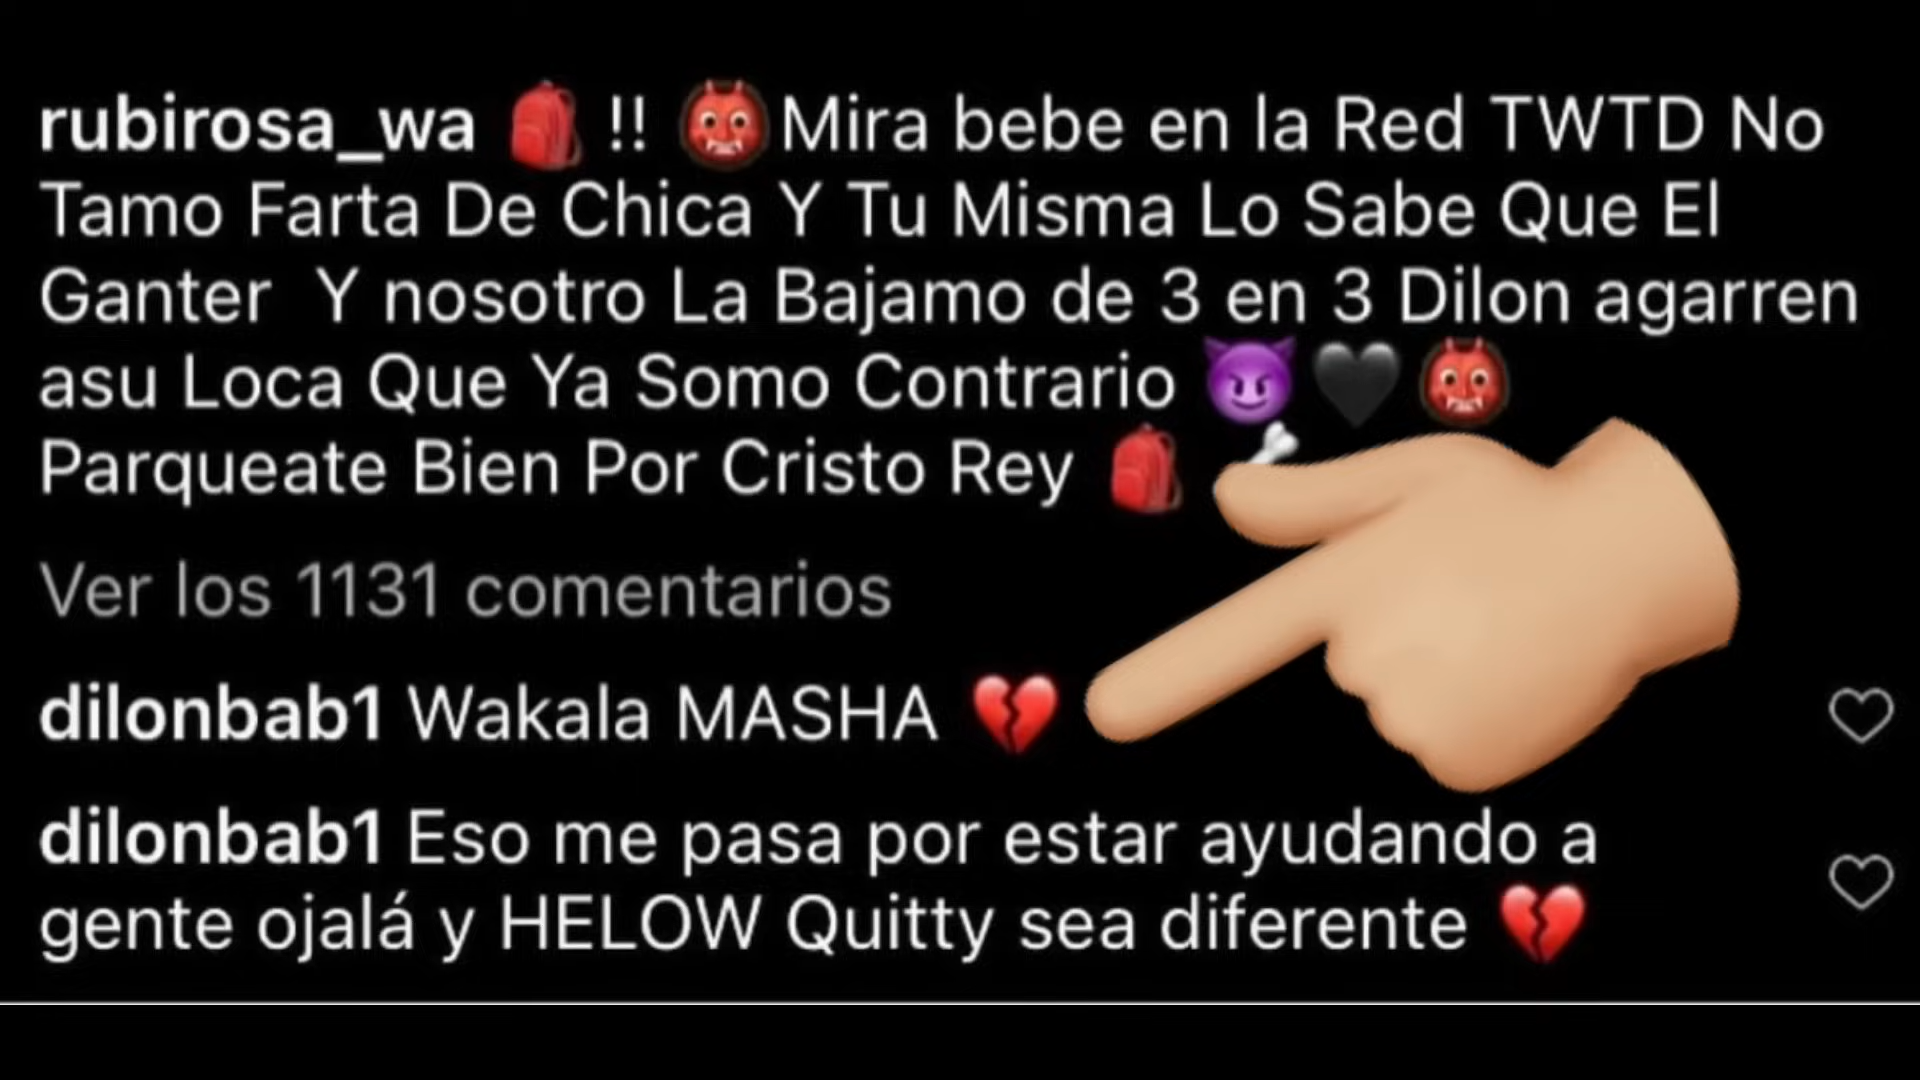 rubirosa_wa 🎒 !! 👹Mira bebe en la Red TWTD No
Tamo Farta De Chica Y Tu Misma Lo Sabe Que El
Ganter  Y nosotro La Bajamo de 3 en 3 Dilon agarren
asu Loca Que Ya Somo Contrario 😈🖤👹
Parqueate Bien Por Cristo Rey 🎒🦴
Ver los 1131 comentarios
dilonbab1 Wakala MASHA 💔
dilonbab1 Eso me pasa por estar ayudando a
gente ojalá y HELOW Quitty sea diferente 💔